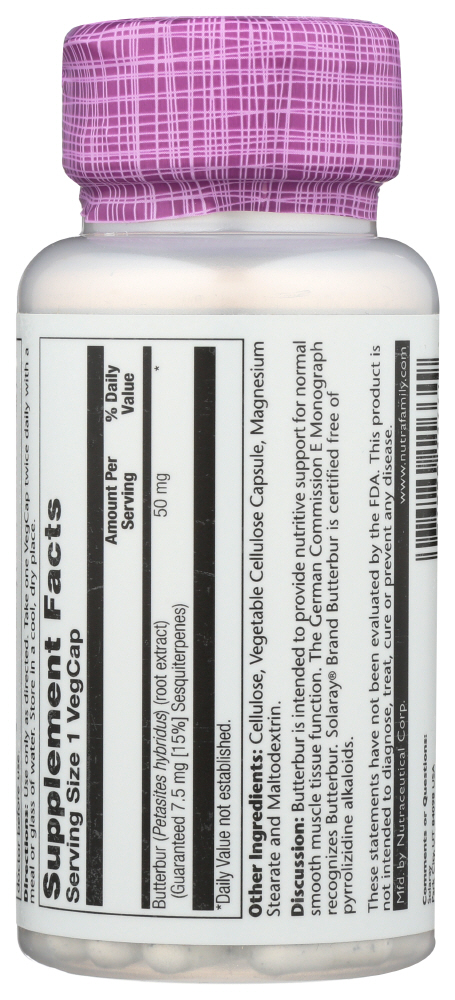 doctor before use.
Directions: Use only as directed. Take one VegCap twice daily with a
meal or glass of water. Store in a cool, dry place.
Supplement Facts
Serving Size 1 VegCap
Amount Per
Serving
% Daily
Value
Butterbur (Petasites hybridus) (root extract)
50 mg
*
(Guaranteed 7.5 mg [15%] Sesquiterpenes)
*Daily Value not established.
Other Ingredients: Cellulose, Vegetable Cellulose Capsule, Magnesium
Stearate and Maltodextrin.
Discussion: Butterbur is intended to provide nutritive support for normal
smooth muscle tissue function. The German Commission E Monograph
recognizes Butterbur. Solaray® Brand Butterbur is certified free of
pyrrolizidine alkaloids.
These statements have not been evaluated by the FDA. This product is
not intended to diagnose, treat, cure or prevent any disease.
Mfd. by Nutraceutical Corp.
www.nutrafamily.com
Comments or Questions: